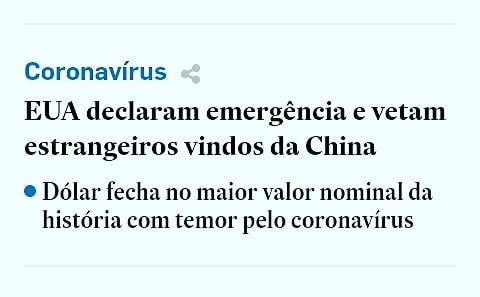 Coronavírus
EUA declaram emergência e vetam
estrangeiros vindos da China
Dólar fecha no maior valor nominal da
história com temor pelo coronavírus